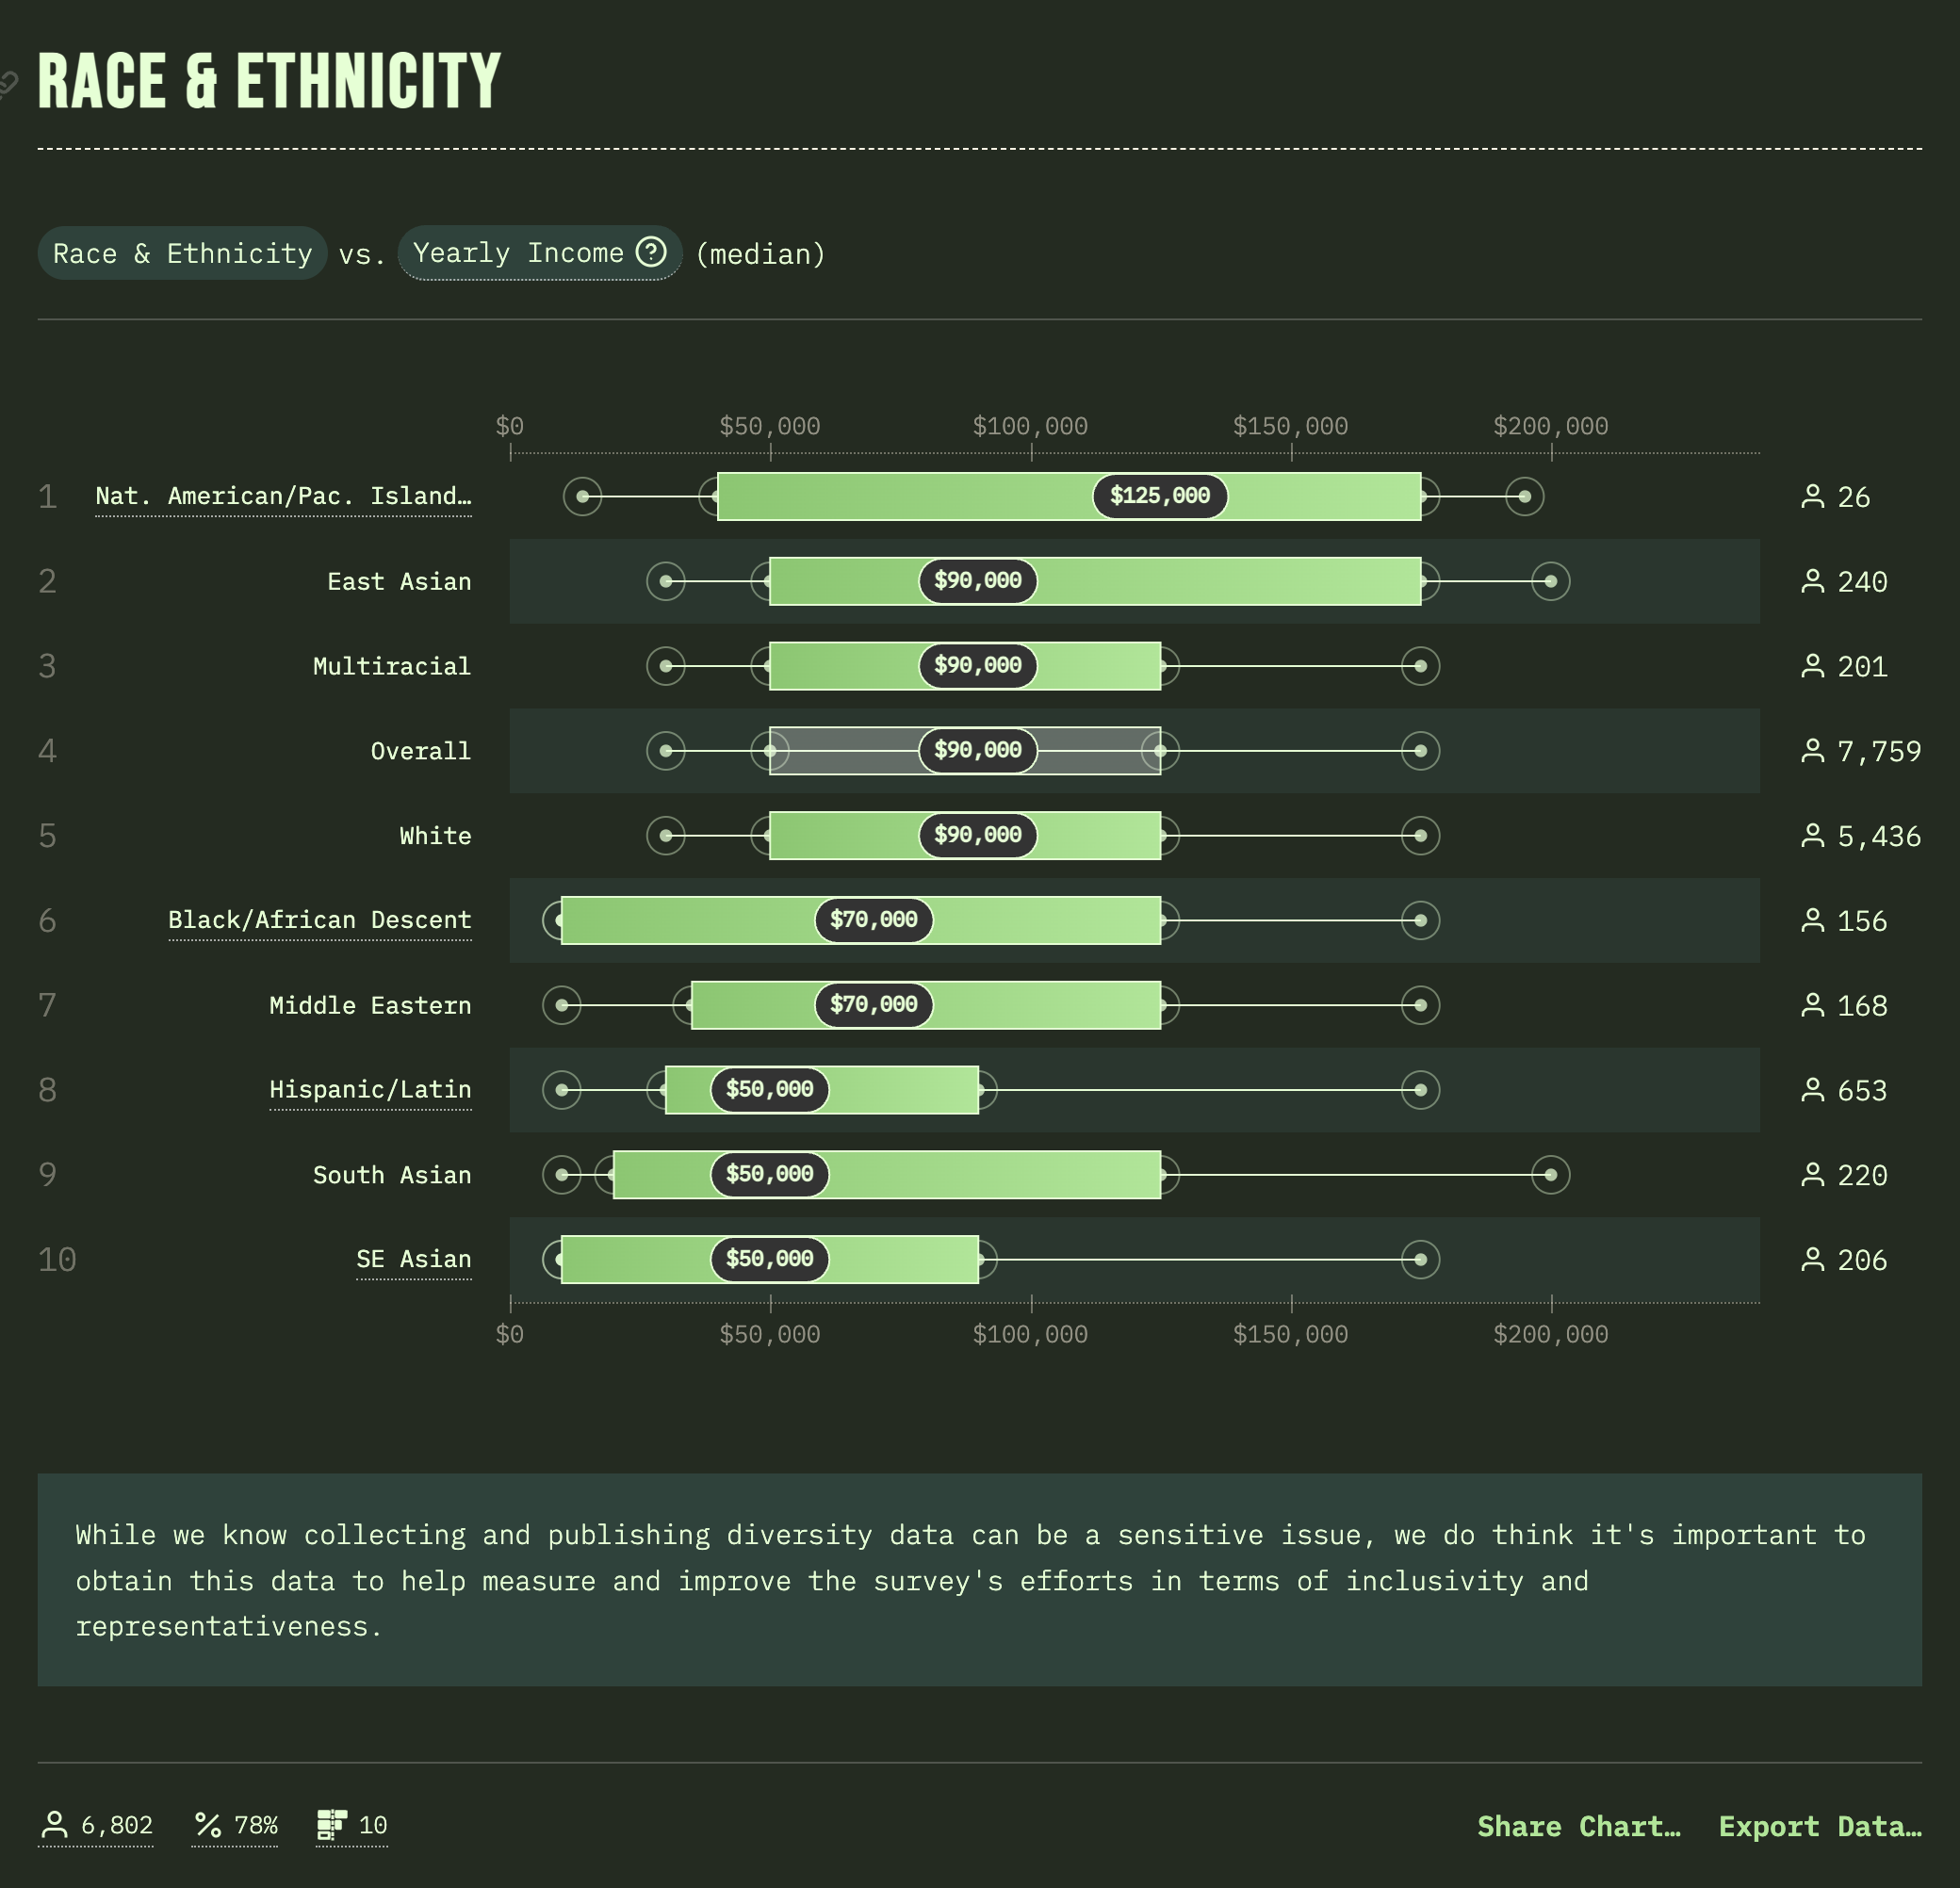 RACE & ETHNICITY
Race & Ethnicity vs. Yearly Income (median)
$0 $50,000 $100,000 $150,000 $200,000
1 Nat. American/Pac. Island… $125,000 26
2 East Asian $90,000 240
3 Multiracial $90,000 201
4 Overall $90,000 7,759
5 White $90,000 5,436
6 Black/African Descent $70,000 156
7 Middle Eastern $70,000 168
8 Hispanic/Latin $50,000 653
9 South Asian $50,000 220
10 SE Asian $50,000 206
$0 $50,000 $100,000 $150,000 $200,000
While we know collecting and publishing diversity data can be a sensitive issue, we do think it's important to
obtain this data to help measure and improve the survey's efforts in terms of inclusivity and
representativeness.
6,802 78% 10 Share Chart… Export Data…